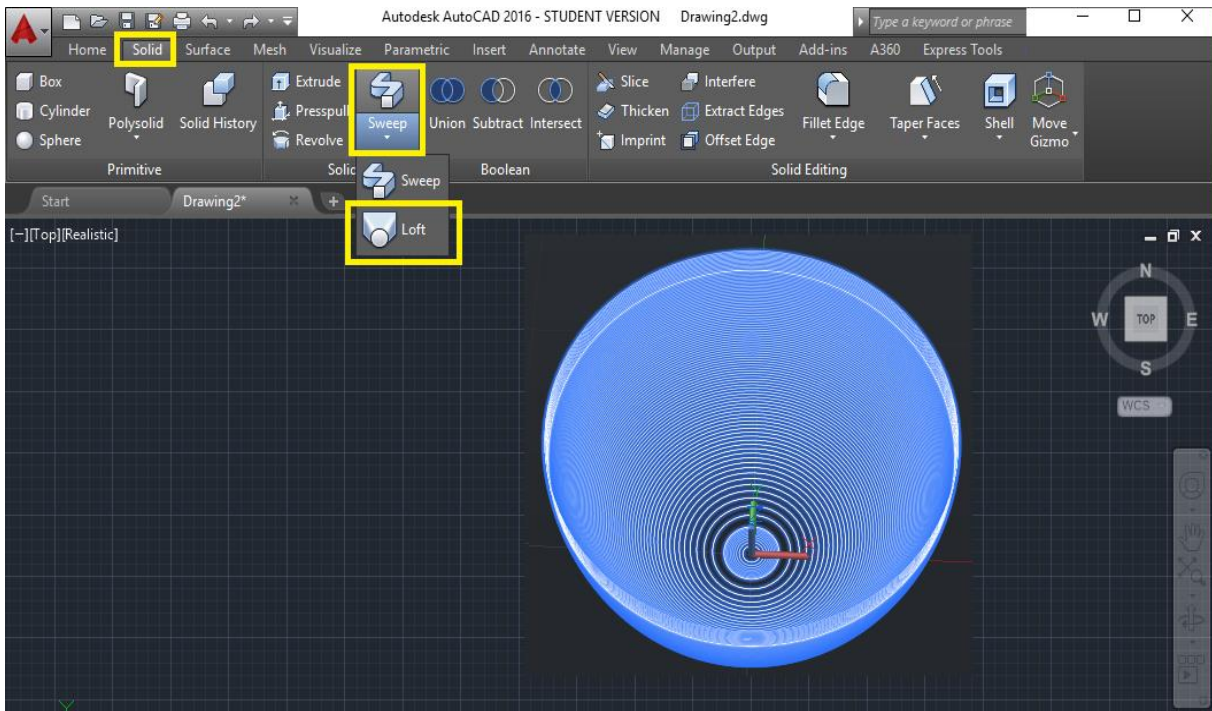 Autodesk AutoCAD 2016 - STUDENT VERSION Drawing2.dwg Type a keyword or phrase
Home Solid Surface Mesh Visualize Parametric Insert Annotate View Manage Output Add-ins A360 Express Tools
Box Extrude Slice Interfere
Cylinder Presspull Thicken Extract Edges
Polysolid Solid History Sweep Union Subtract Intersect Fillet Edge Taper Faces Shell Move Gizmo
Sphere Revolve Imprint Offset Edge
Primitive Boolean Solid Editing
Sweep
Start Drawing2*
Loft
[−][Top][Realistic]
N
W TOP E
S
WCS